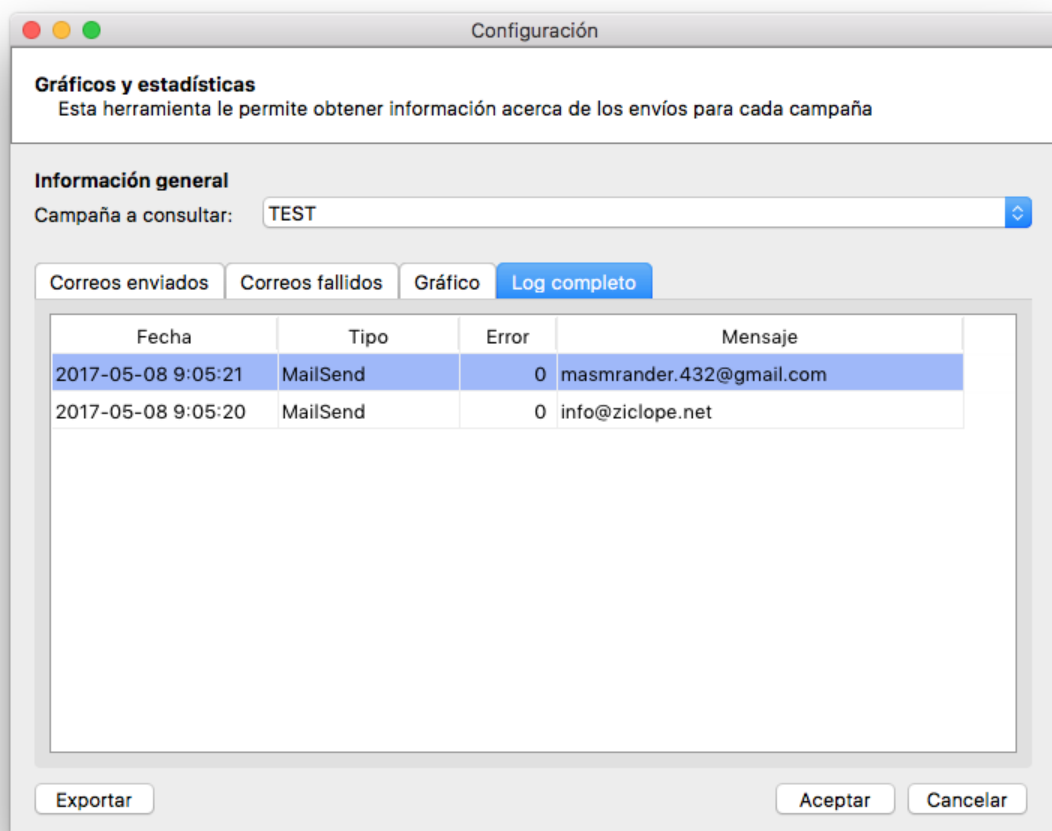 Configuración
Gráficos y estadísticas
Esta herramienta le permite obtener información acerca de los envíos para cada campaña
Información general
Campaña a consultar: TEST
Correos enviados Correos fallidos Gráfico Log completo
Fecha Tipo Error Mensaje
2017-05-08 9:05:21 MailSend 0 masmrander.432@gmail.com
2017-05-08 9:05:20 MailSend 0 info@ziclope.net
Exportar Aceptar Cancelar